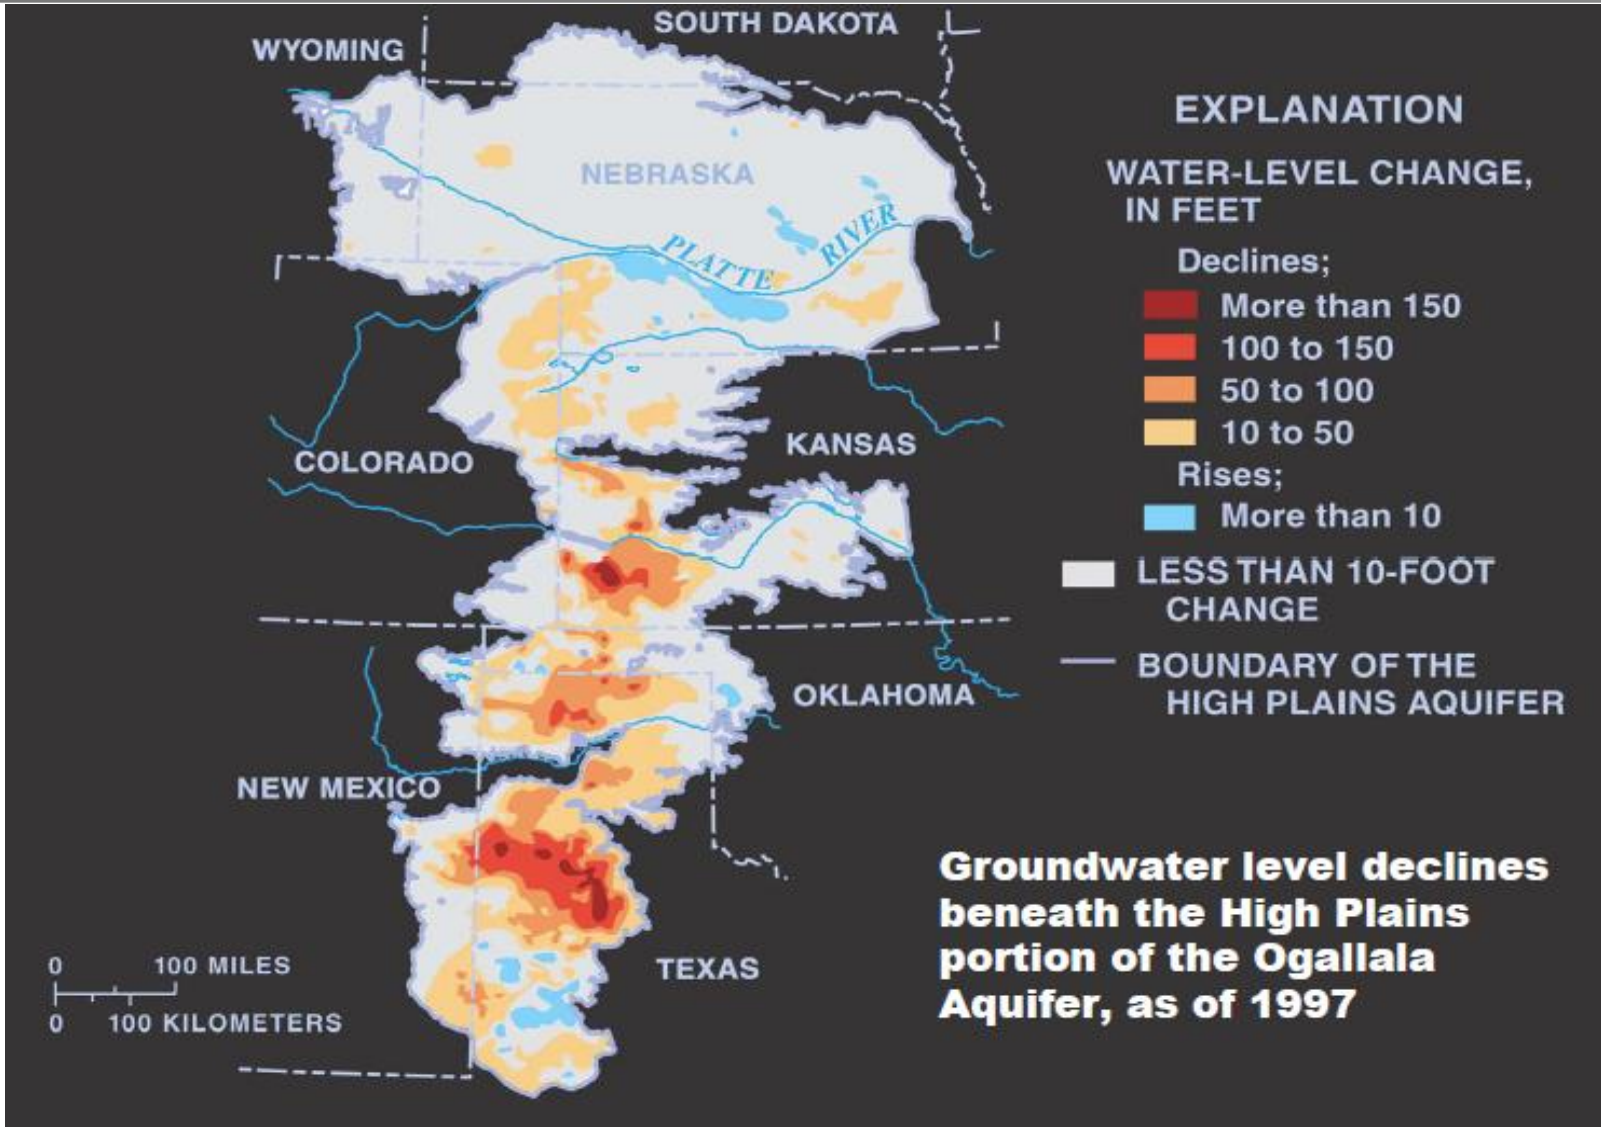 SOUTH DAKOTA
WYOMING
NEBRASKA
PLATTE RIVER
COLORADO
KANSAS
OKLAHOMA
NEW MEXICO
TEXAS
0 100 MILES
0 100 KILOMETERS
EXPLANATION
WATER-LEVEL CHANGE,
IN FEET
Declines;
More than 150
100 to 150
50 to 100
10 to 50
Rises;
More than 10
LESS THAN 10-FOOT
CHANGE
BOUNDARY OF THE
HIGH PLAINS AQUIFER
Groundwater level declines
beneath the High Plains
portion of the Ogallala
Aquifer, as of 1997